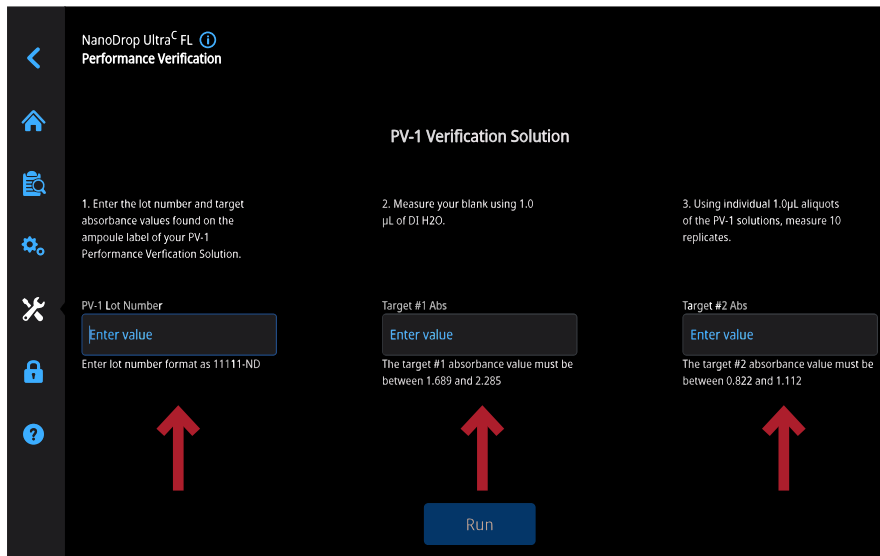 NanoDrop Ultraᶜ FL
Performance Verification
PV-1 Verification Solution
1. Enter the lot number and target
absorbance values found on the
ampoule label of your PV-1
Performance Verfication Solution.
2. Measure your blank using 1.0
µL of DI H2O.
3. Using individual 1.0µL aliquots
of the PV-1 solutions, measure 10
replicates.
PV-1 Lot Number
Enter value
Enter lot number format as 11111-ND
Target #1 Abs
Enter value
The target #1 absorbance value must be
between 1.689 and 2.285
Target #2 Abs
Enter value
The target #2 absorbance value must be
between 0.822 and 1.112
Run